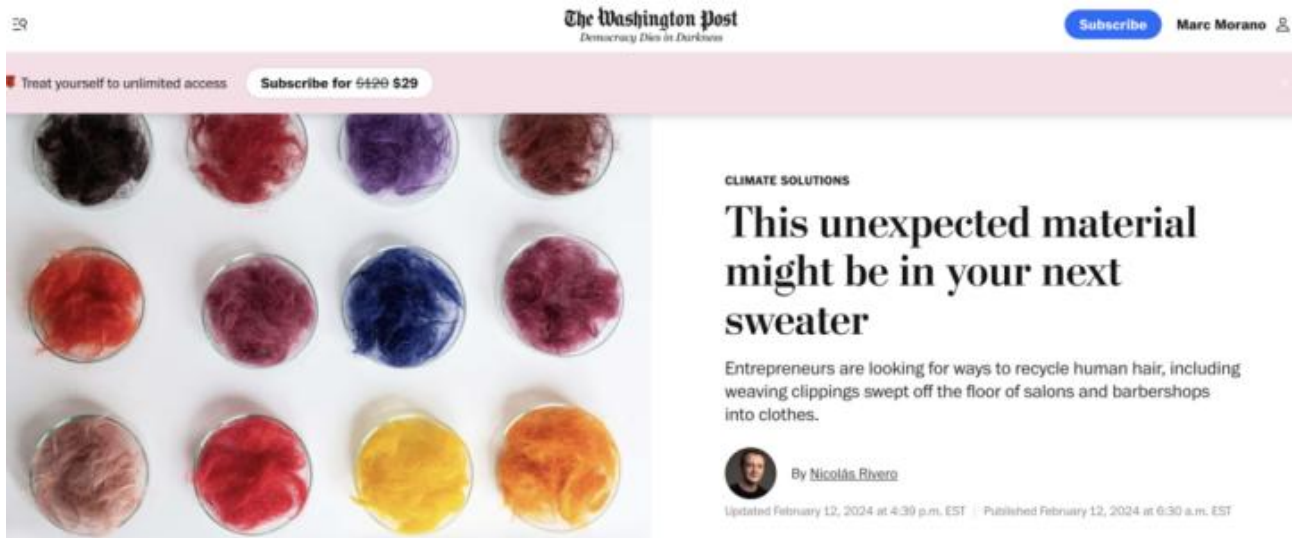 The Washington Post
Democracy Dies in Darkness
Subscribe
Marc Morano
Treat yourself to unlimited access
Subscribe for $120 $29
CLIMATE SOLUTIONS
This unexpected material
might be in your next
sweater
Entrepreneurs are looking for ways to recycle human hair, including
weaving clippings swept off the floor of salons and barbershops
into clothes.
By Nicolás Rivero
Updated February 12, 2024 at 4:39 p.m. EST | Published February 12, 2024 at 6:30 a.m. EST